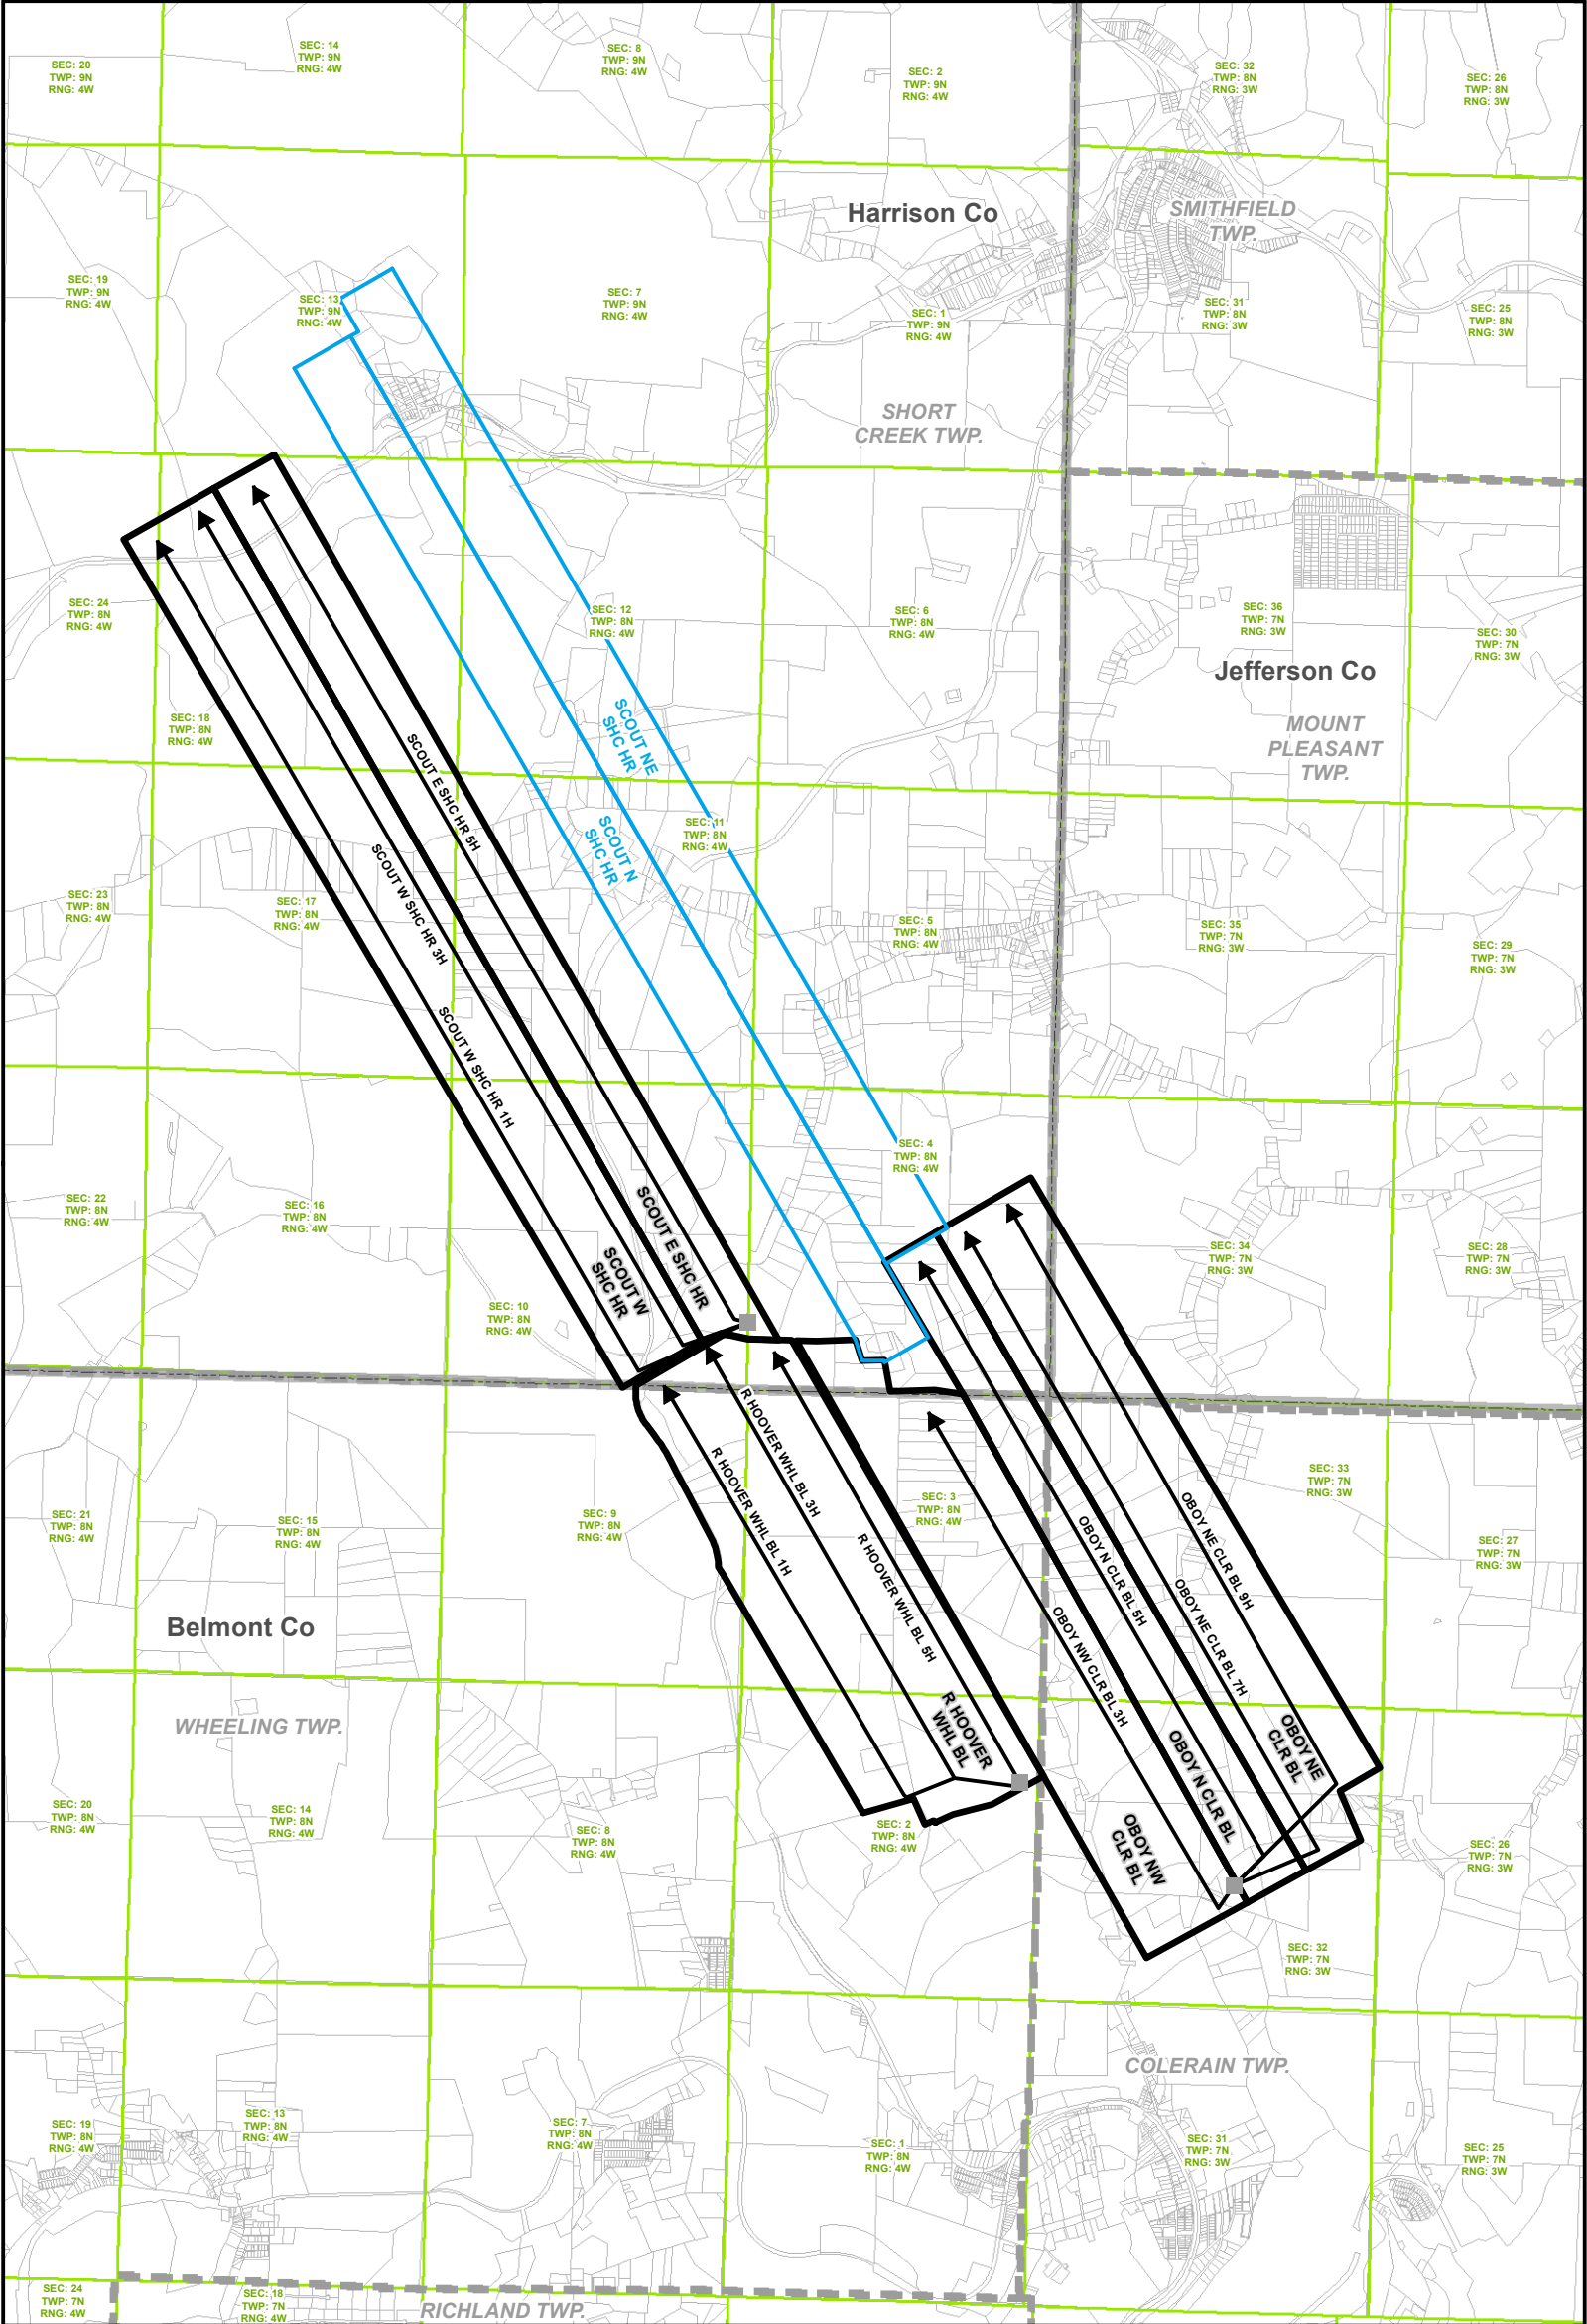 SEC: 20
TWP: 9N
RNG: 4W
SEC: 14
TWP: 9N
RNG: 4W
SEC: 8
TWP: 9N
RNG: 4W
SEC: 2
TWP: 9N
RNG: 4W
SEC: 32
TWP: 8N
RNG: 3W
SEC: 26
TWP: 8N
RNG: 3W
Harrison Co
SMITHFIELD
TWP.
SEC: 19
TWP: 9N
RNG: 4W
SEC: 13
TWP: 9N
RNG: 4W
SEC: 7
TWP: 9N
RNG: 4W
SEC: 1
TWP: 9N
RNG: 4W
SEC: 31
TWP: 8N
RNG: 3W
SEC: 25
TWP: 8N
RNG: 3W
SHORT
CREEK TWP.
SEC: 24
TWP: 8N
RNG: 4W
SEC: 12
TWP: 8N
RNG: 4W
SEC: 6
TWP: 8N
RNG: 4W
SEC: 36
TWP: 7N
RNG: 3W
SEC: 30
TWP: 7N
RNG: 3W
Jefferson Co
SEC: 18
TWP: 8N
RNG: 4W
SCOUT NE
SHC HR
MOUNT
PLEASANT
TWP.
SCOUT E SHC HR 5H
SEC: 11
TWP: 8N
RNG: 4W
SCOUT N
SHC HR
SCOUT W SHC HR 3H
SEC: 23
TWP: 8N
RNG: 4W
SEC: 17
TWP: 8N
RNG: 4W
SEC: 5
TWP: 8N
RNG: 4W
SEC: 35
TWP: 7N
RNG: 3W
SEC: 29
TWP: 7N
RNG: 3W
SCOUT W SHC HR 1H
SEC: 4
TWP: 8N
RNG: 4W
SEC: 22
TWP: 8N
RNG: 4W
SEC: 16
TWP: 8N
RNG: 4W
SCOUT E SHC HR
SCOUT W
SHC HR
SEC: 34
TWP: 7N
RNG: 3W
SEC: 28
TWP: 7N
RNG: 3W
SEC: 10
TWP: 8N
RNG: 4W
R HOOVER WHL BL 3H
R HOOVER WHL BL 1H
SEC: 33
TWP: 7N
RNG: 3W
SEC: 21
TWP: 8N
RNG: 4W
SEC: 15
TWP: 8N
RNG: 4W
SEC: 9
TWP: 8N
RNG: 4W
SEC: 3
TWP: 8N
RNG: 4W
OBOY NE CLR BL 9H
OBOY N CLR BL 5H
SEC: 27
TWP: 7N
RNG: 3W
R HOOVER WHL BL 5H
OBOY NE CLR BL 7H
OBOY NW CLR BL 3H
Belmont Co
WHEELING TWP.
R HOOVER
WHL BL
OBOY NE
CLR BL
OBOY N CLR BL
SEC: 20
TWP: 8N
RNG: 4W
SEC: 14
TWP: 8N
RNG: 4W
SEC: 8
TWP: 8N
RNG: 4W
SEC: 2
TWP: 8N
RNG: 4W
OBOY NW
CLR BL
SEC: 26
TWP: 7N
RNG: 3W
SEC: 32
TWP: 7N
RNG: 3W
COLERAIN TWP.
SEC: 19
TWP: 8N
RNG: 4W
SEC: 13
TWP: 8N
RNG: 4W
SEC: 7
TWP: 8N
RNG: 4W
SEC: 1
TWP: 8N
RNG: 4W
SEC: 31
TWP: 7N
RNG: 3W
SEC: 25
TWP: 7N
RNG: 3W
SEC: 24
TWP: 7N
RNG: 4W
SEC: 18
TWP: 7N
RNG: 4W
RICHLAND TWP.